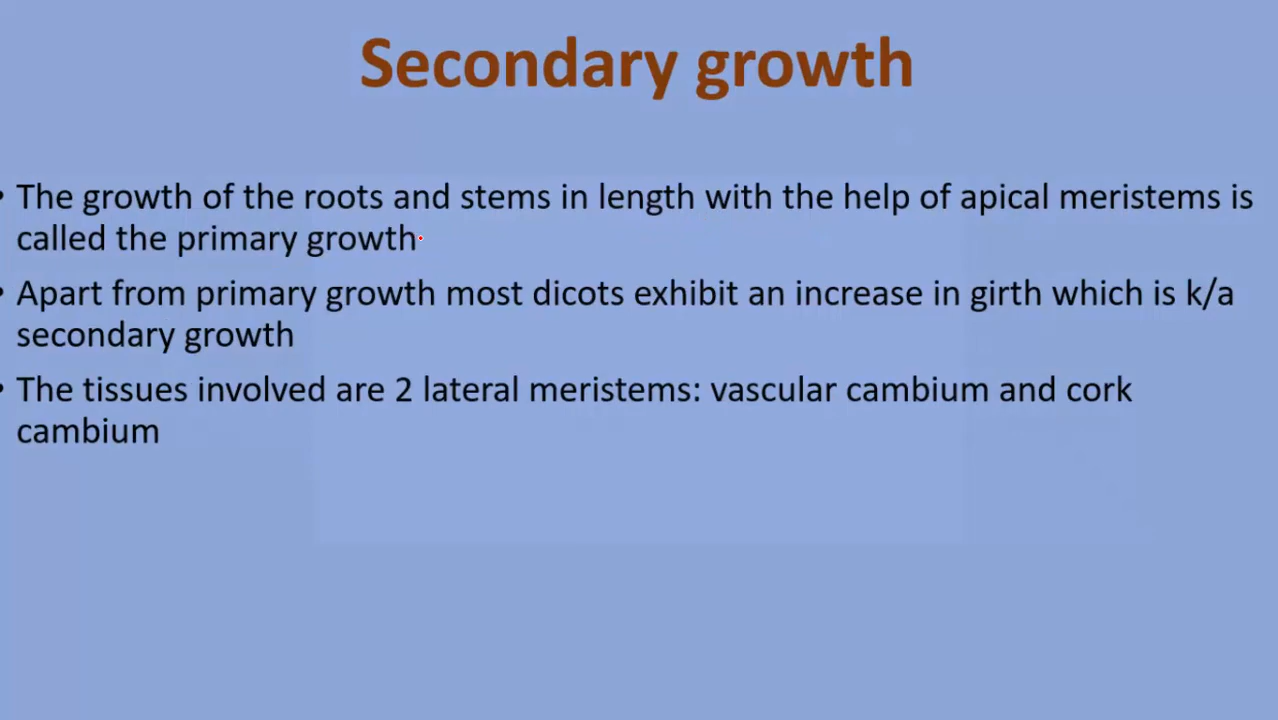 Secondary growth
• The growth of the roots and stems in length with the help of apical meristems is
called the primary growth
• Apart from primary growth most dicots exhibit an increase in girth which is k/a
secondary growth
• The tissues involved are 2 lateral meristems: vascular cambium and cork
cambium